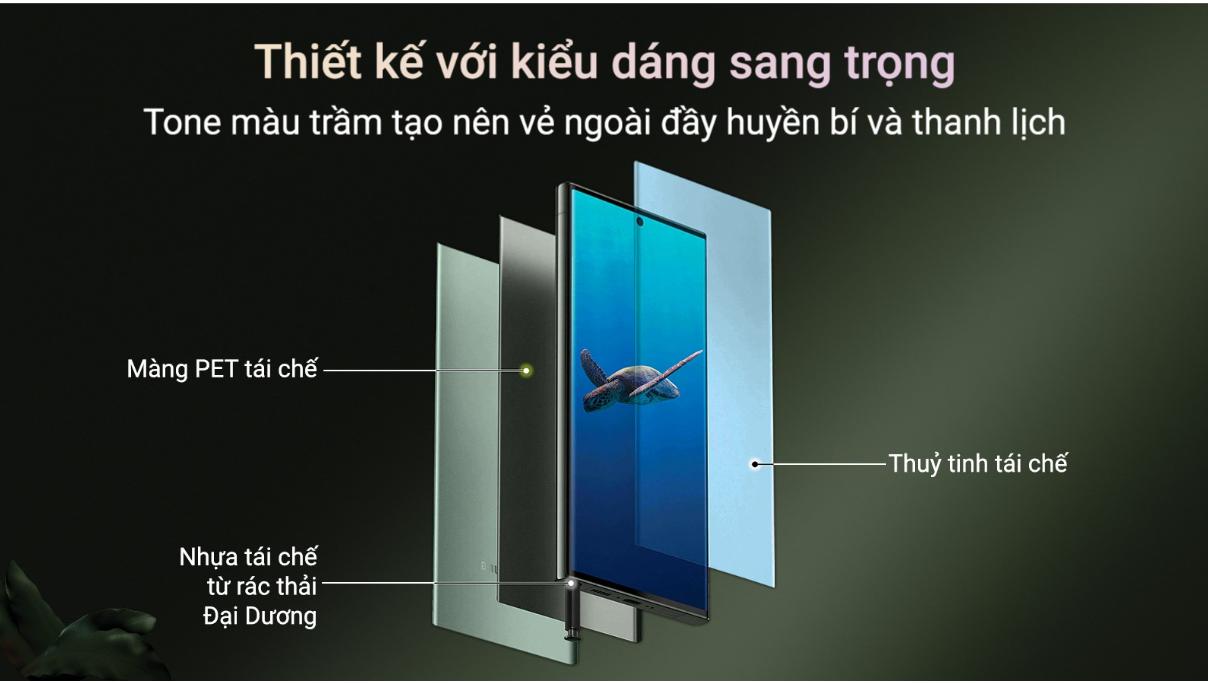 Thiết kế với kiểu dáng sang trọng
Tone màu trầm tạo nên vẻ ngoài đầy huyền bí và thanh lịch
Màng PET tái chế
Thuỷ tinh tái chế
Nhựa tái chế
từ rác thải
Đại Dương